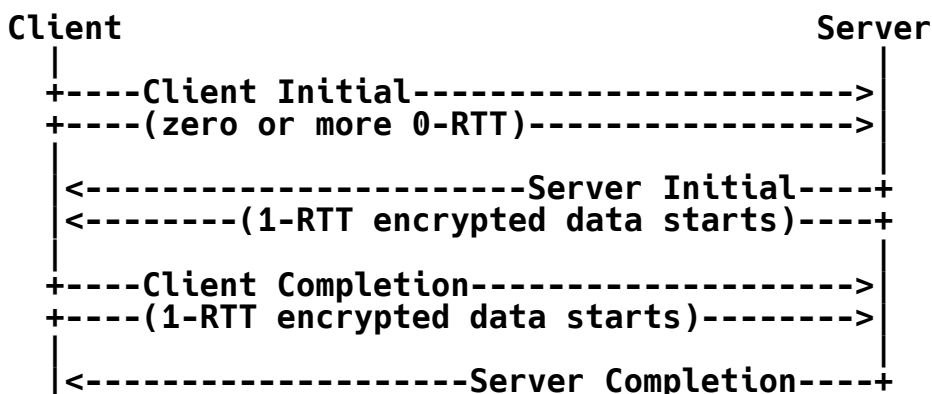 Client                                    Server
  |                                          |
  +----Client Initial----------------------->|
  +----(zero or more 0-RTT)----------------->|
  |                                          |
  |<-----------------------Server Initial----+
  |<--------(1-RTT encrypted data starts)----+
  |                                          |
  +----Client Completion-------------------->|
  +----(1-RTT encrypted data starts)-------->|
  |                                          |
  |<--------------------Server Completion----+